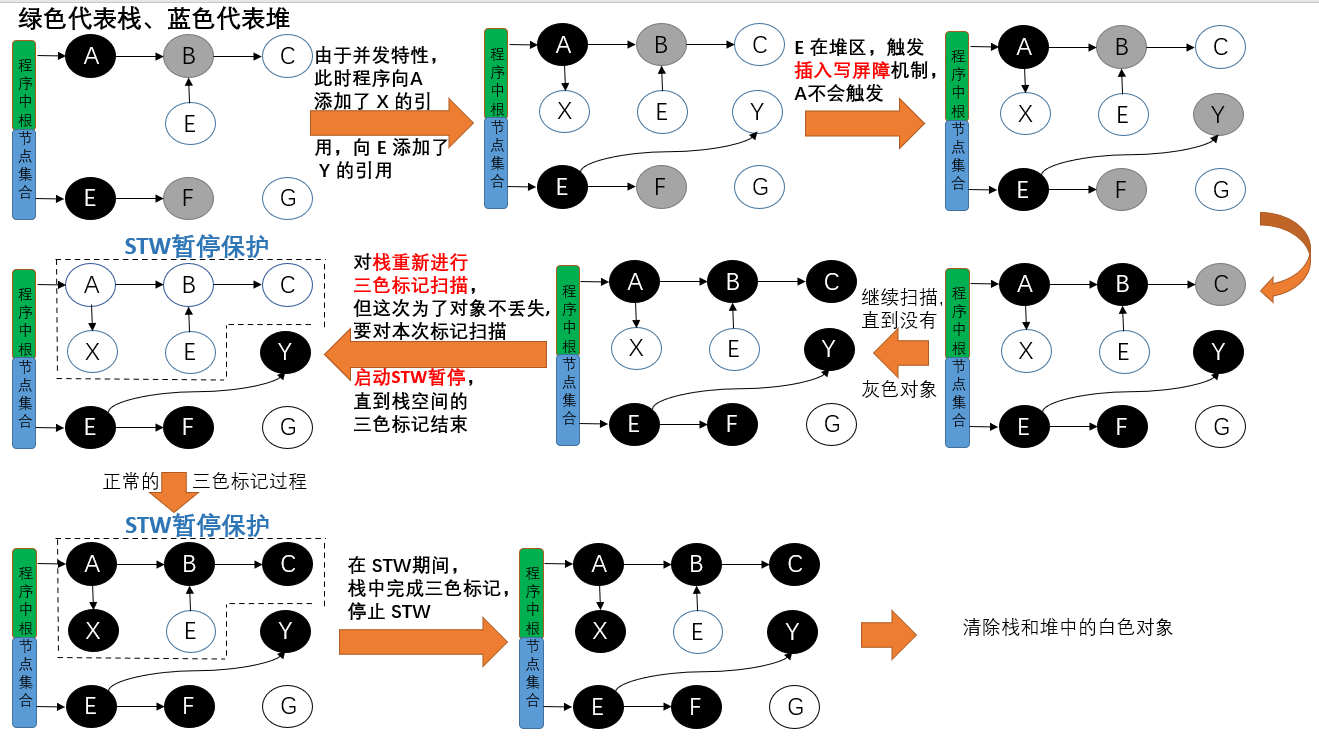 绿色代表栈、蓝色代表堆
程序中根节点集合
A
B
C
E
E
F
G
由于并发特性，
此时程序向A
添加了 X 的引
用，向 E 添加了
Y 的引用
程序中根节点集合
A
B
C
X
E
Y
E
F
G
E 在堆区，触发
插入写屏障机制，
A不会触发
程序中根节点集合
A
B
C
X
E
Y
E
F
G
程序中根节点集合
A
B
C
X
E
Y
E
F
G
继续扫描，
直到没有
灰色对象
程序中根节点集合
A
B
C
X
E
Y
E
F
G
对栈重新进行
三色标记扫描，
但这次为了对象不丢失，
要对本次标记扫描
启动STW暂停，
直到栈空间的
三色标记结束
STW暂停保护
程序中根节点集合
A
B
C
X
E
Y
E
F
G
正常的 三色标记过程
STW暂停保护
程序中根节点集合
A
B
C
X
E
Y
E
F
G
在 STW期间，
栈中完成三色标记，
停止 STW
程序中根节点集合
A
B
C
X
E
Y
E
F
G
清除栈和堆中的白色对象